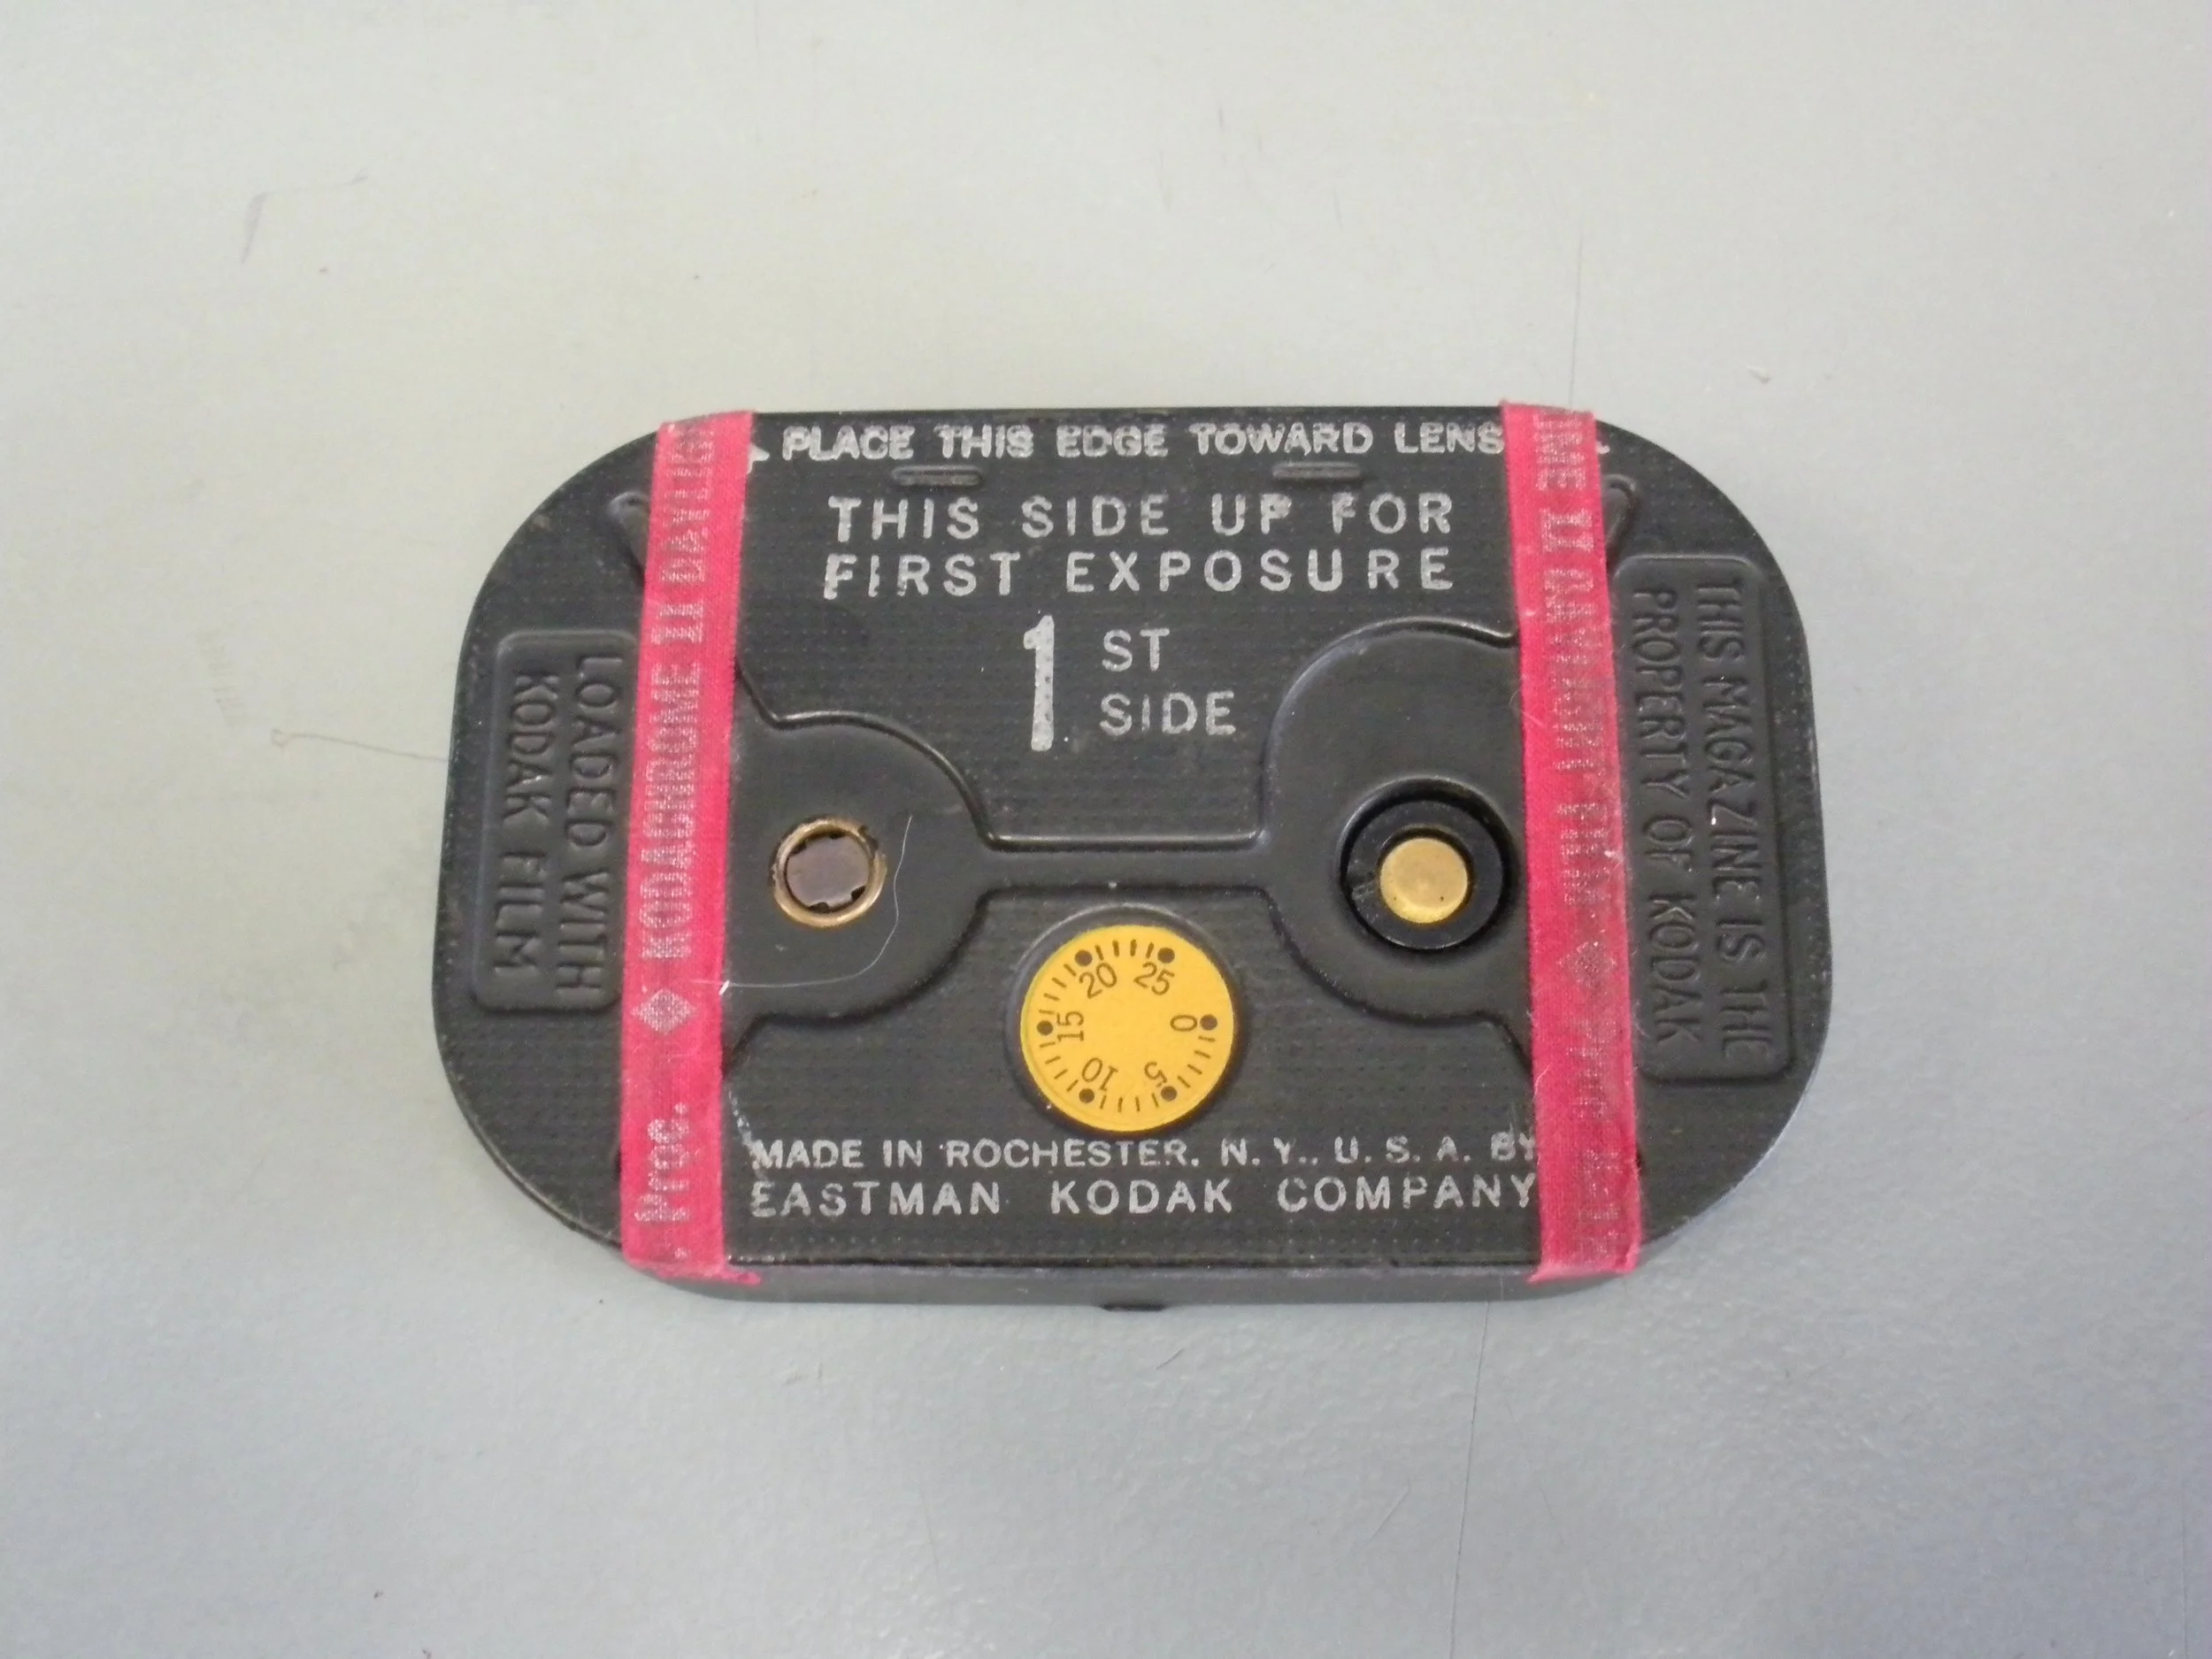 PLACE THIS EDGE TOWARD LENS
THIS SIDE UP FOR
FIRST EXPOSURE
1 ST
SIDE
LOADED WITH
KODAK FILM
KODACHROME II
Proc.
THIS MAGAZINE IS THE
PROPERTY OF KODAK
0
5
10
15
20
25
MADE IN ROCHESTER, N. Y., U. S. A. BY
EASTMAN KODAK COMPANY